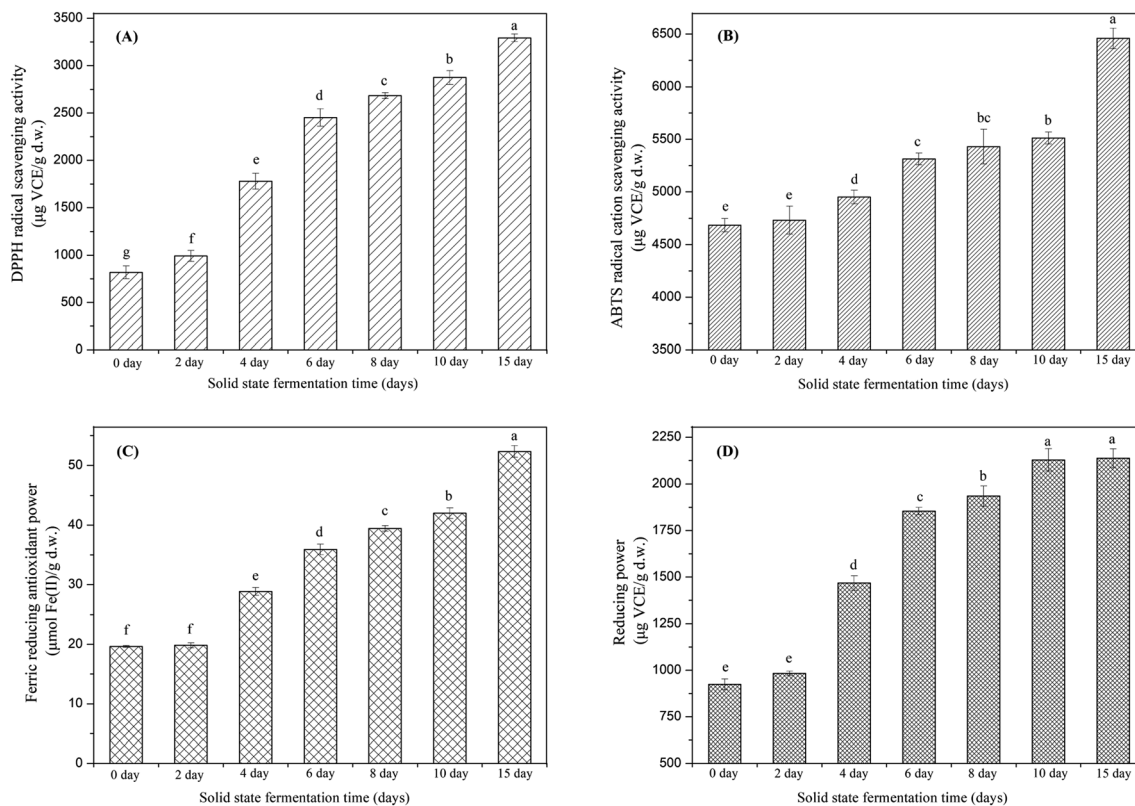 (A)
DPPH radical scavenging activity
(μg VCE/g d.w.)
3500
3000
2500
2000
1500
1000
500
0
g
f
e
d
c
b
a
0 day 2 day 4 day 6 day 8 day 10 day 15 day
Solid state fermentation time (days)
(B)
ABTS radical cation scavenging activity
(μg VCE/g d.w.)
6500
6000
5500
5000
4500
4000
3500
e
e
d
c
bc
b
a
0 day 2 day 4 day 6 day 8 day 10 day 15 day
Solid state fermentation time (days)
(C)
Ferric reducing antioxidant power
(μmol Fe(II)/g d.w.)
50
40
30
20
10
0
f
f
e
d
c
b
a
0 day 2 day 4 day 6 day 8 day 10 day 15 day
Solid state fermentation time (days)
(D)
Reducing power
(μg VCE/g d.w.)
2250
2000
1750
1500
1250
1000
750
500
e
e
d
c
b
a
a
0 day 2 day 4 day 6 day 8 day 10 day 15 day
Solid state fermentation time (days)